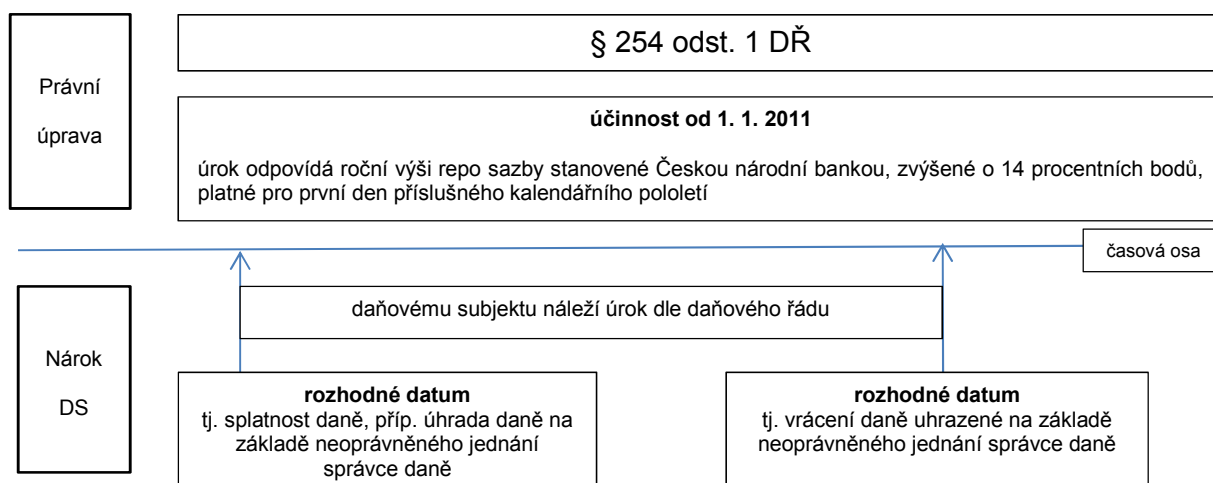 Právní
úprava
§ 254 odst. 1 DŘ
účinnost od 1. 1. 2011
úrok odpovídá roční výši repo sazby stanovené Českou národní bankou, zvýšené o 14 procentních bodů,
platné pro první den příslušného kalendářního pololetí
časová osa
Nárok
DS
daňovému subjektu náleží úrok dle daňového řádu
rozhodné datum
tj. splatnost daně, příp. úhrada daně na
základě neoprávněného jednání
správce daně
rozhodné datum
tj. vrácení daně uhrazené na základě
neoprávněného jednání správce daně